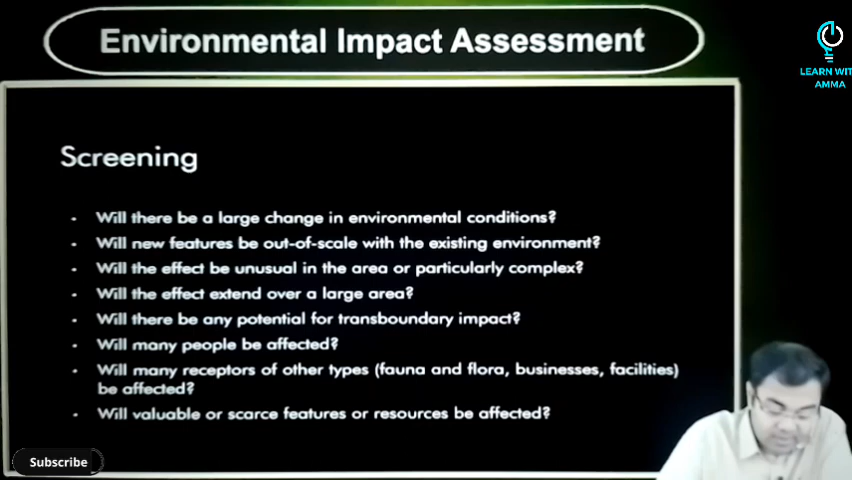 Environmental Impact Assessment
LEARN WIT
AMMA
Screening
• Will there be a large change in environmental conditions?
• Will new features be out-of-scale with the existing environment?
• Will the effect be unusual in the area or particularly complex?
• Will the effect extend over a large area?
• Will there be any potential for transboundary impact?
• Will many people be affected?
• Will many receptors of other types (fauna and flora, businesses, facilities)
be affected?
• Will valuable or scarce features or resources be affected?
Subscribe